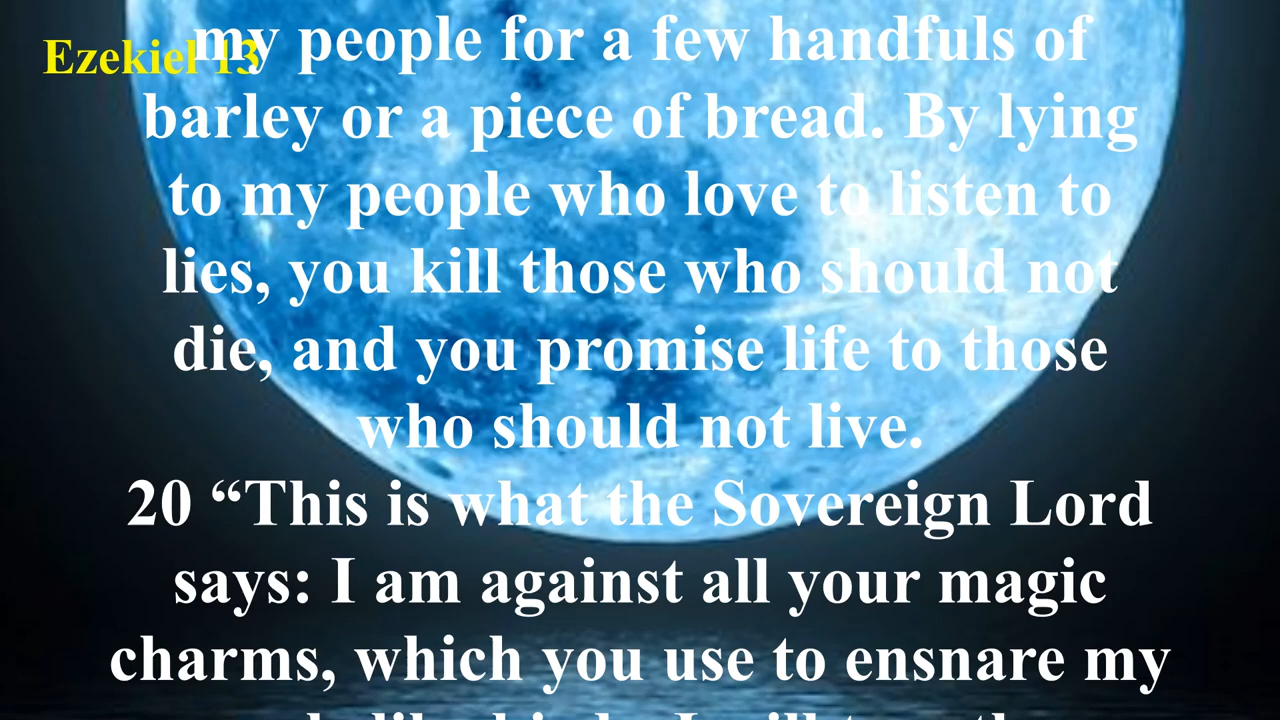 Ezekiel 13
my people for a few handfuls of
barley or a piece of bread. By lying
to my people who love to listen to
lies, you kill those who should not
die, and you promise life to those
who should not live.
20 “This is what the Sovereign Lord
says: I am against all your magic
charms, which you use to ensnare my